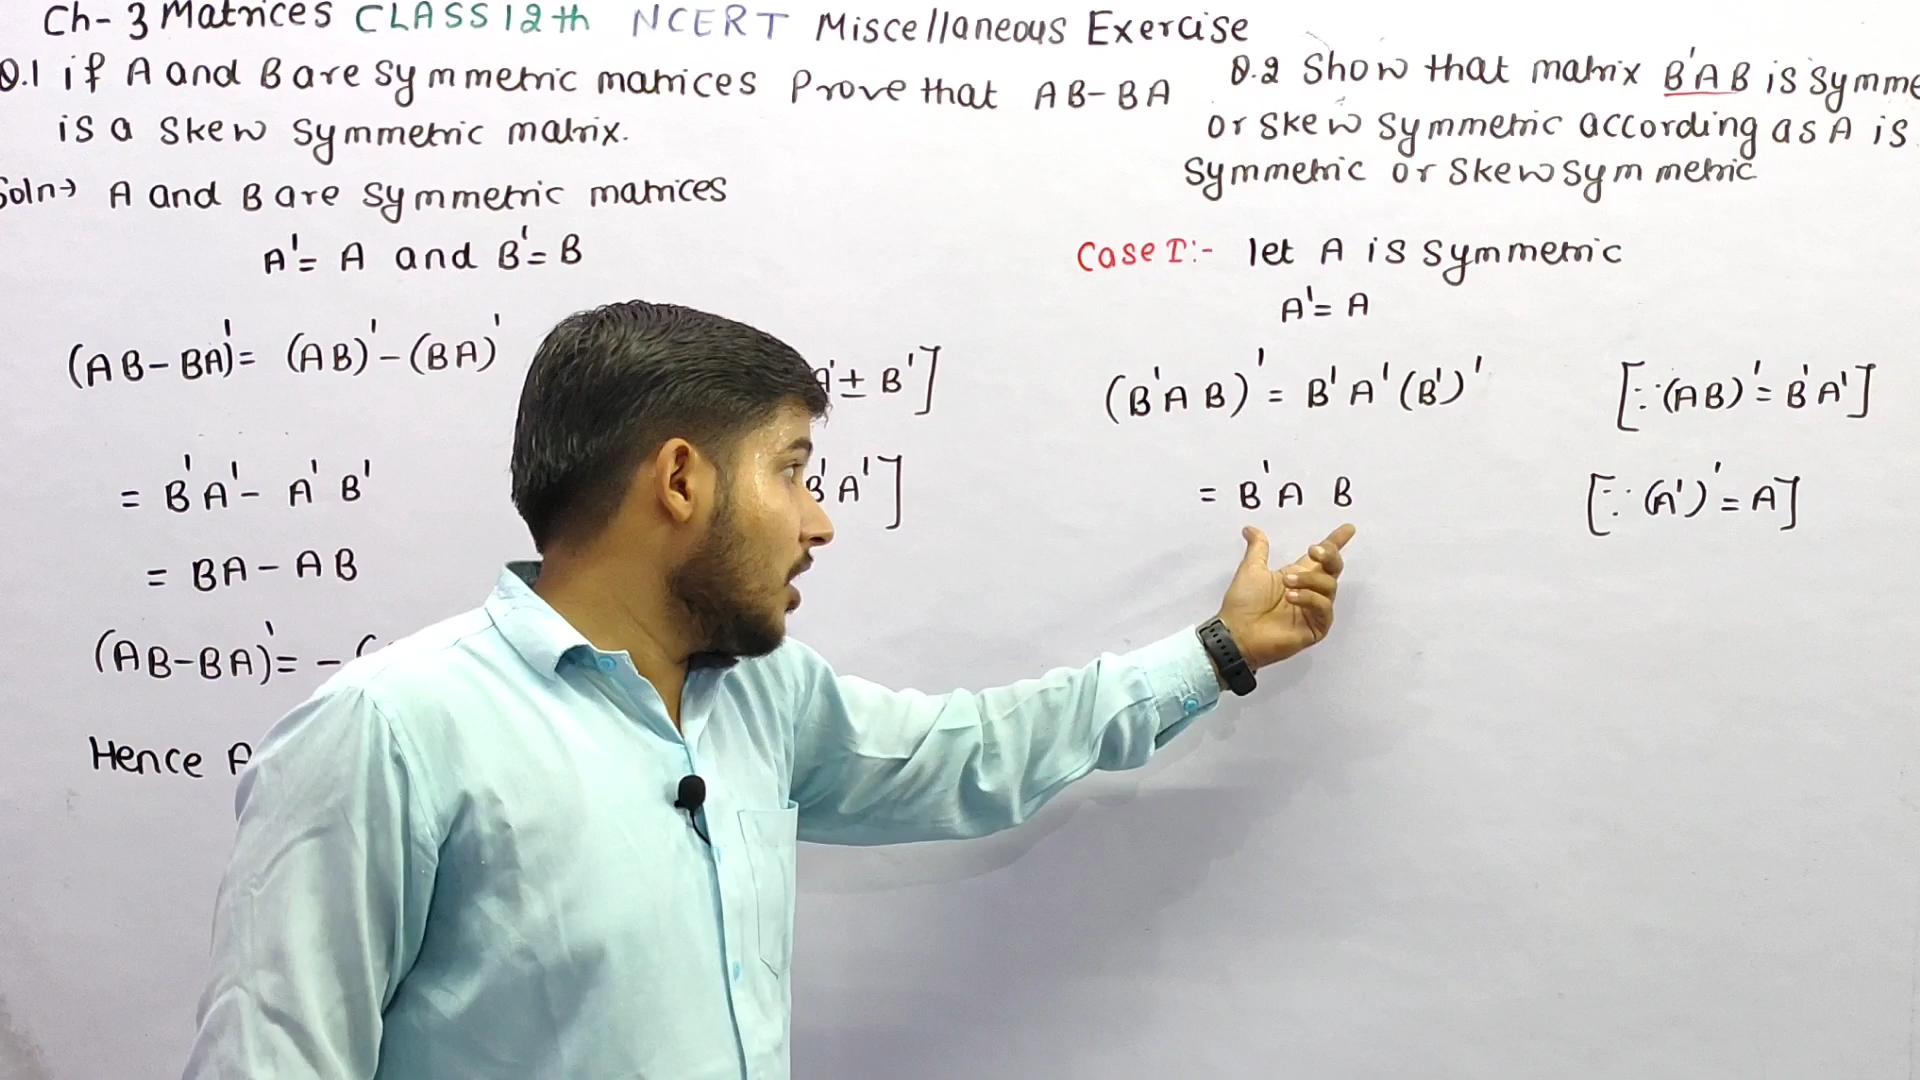 Ch-3 Matrices CLASS 12th NCERT Miscellaneous Exercise
Q.1 if A and B are symmetric matrices Prove that AB-BA
is a skew symmetric matrix.
Soln→ A and B are symmetric matrices
A'= A and B'= B
(AB-BA)'= (AB)'-(BA)'
A'± B']
= B'A'- A'B'
B'A']
= BA - AB
(AB-BA)'= -(
Hence A
Q.2 Show that matrix B'AB is Symme
or skew symmetric according as A is
symmetric or skew symmetric
Case I:- let A is symmetric
A'= A
(B'AB)'= B'A'(B')' [∵(AB)'= B'A']
= B'A B [∵(A')'= A]